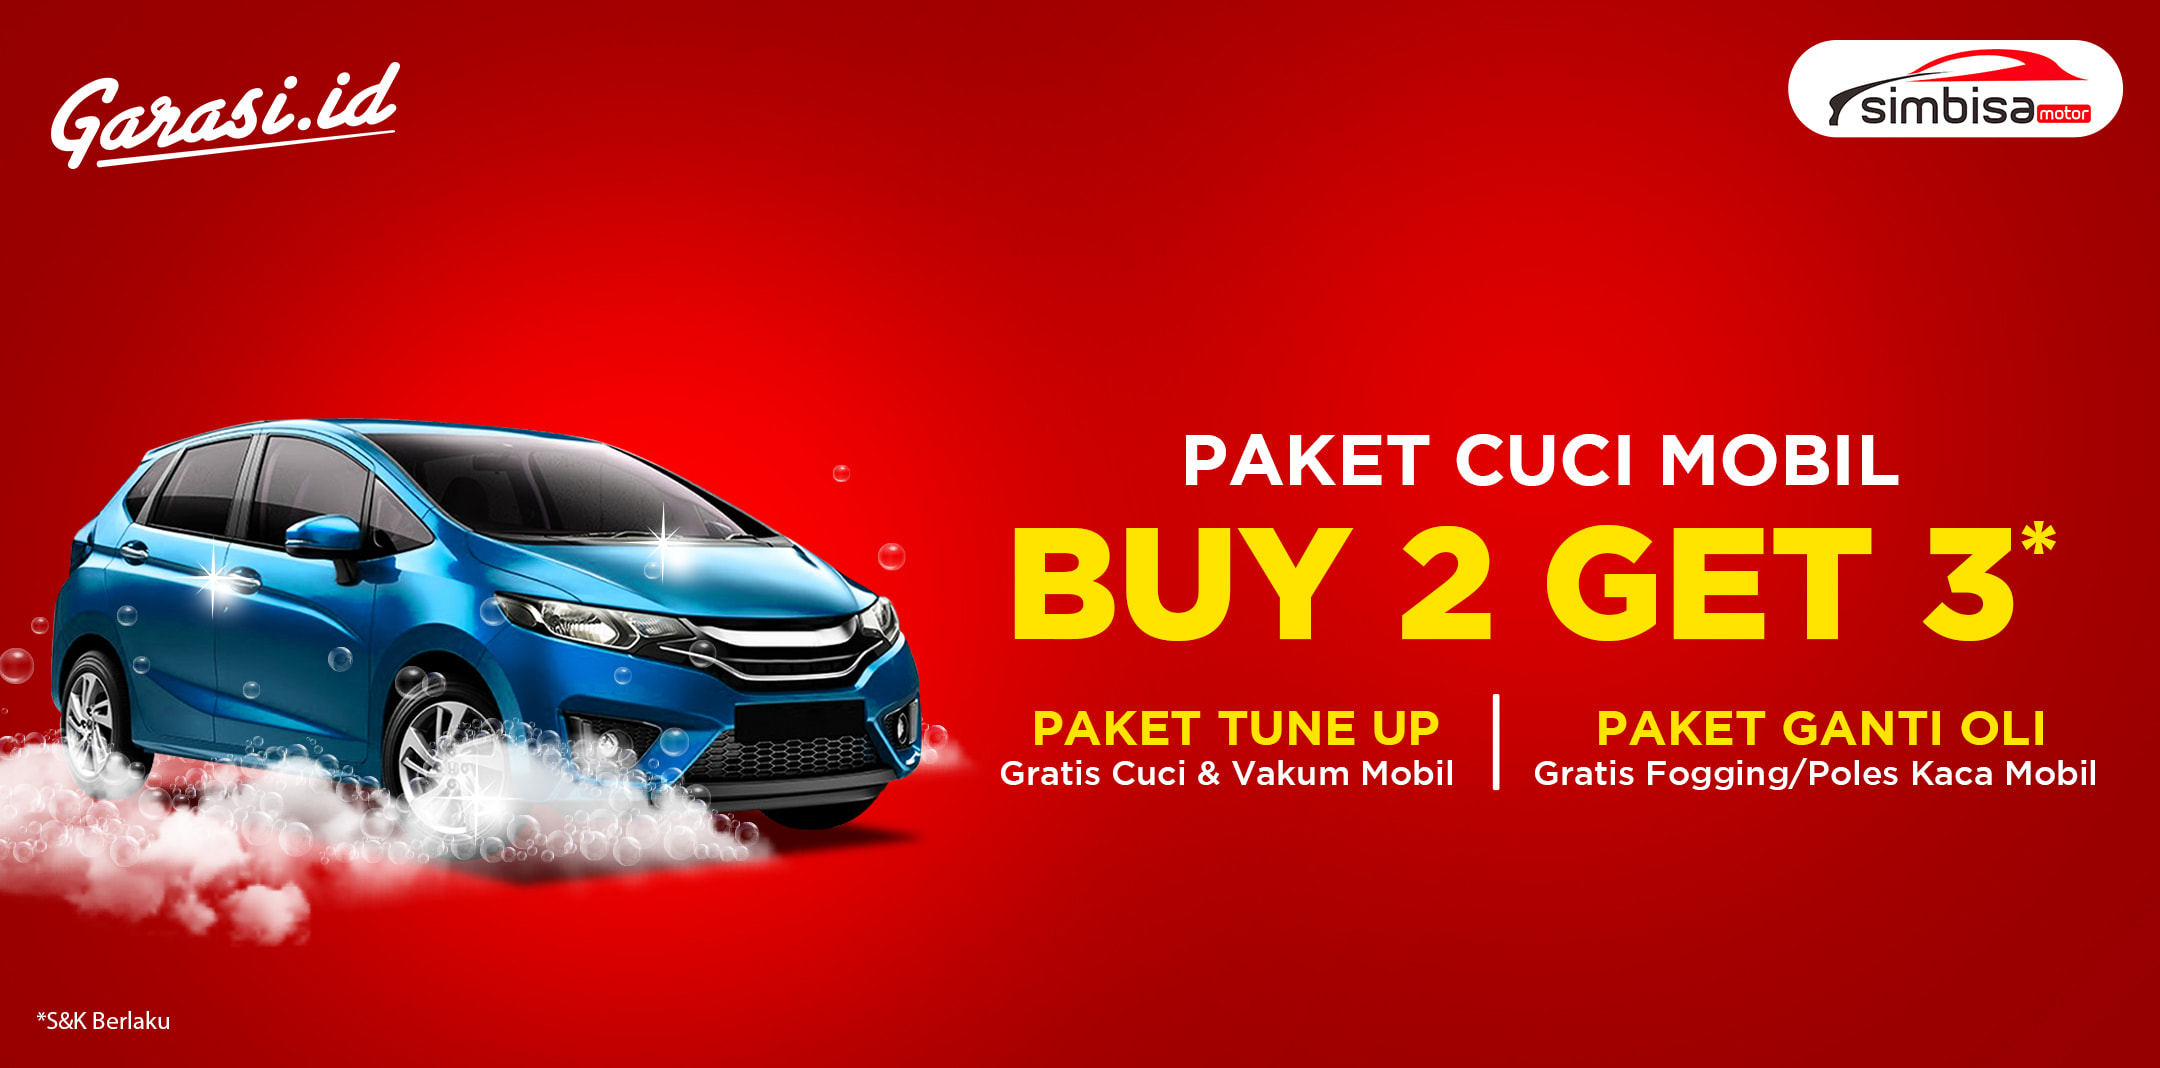 Garasi.id
simbisa motor
PAKET CUCI MOBIL
BUY 2 GET 3*
PAKET TUNE UP
Gratis Cuci & Vakum Mobil
PAKET GANTI OLI
Gratis Fogging/Poles Kaca Mobil
*S&K Berlaku